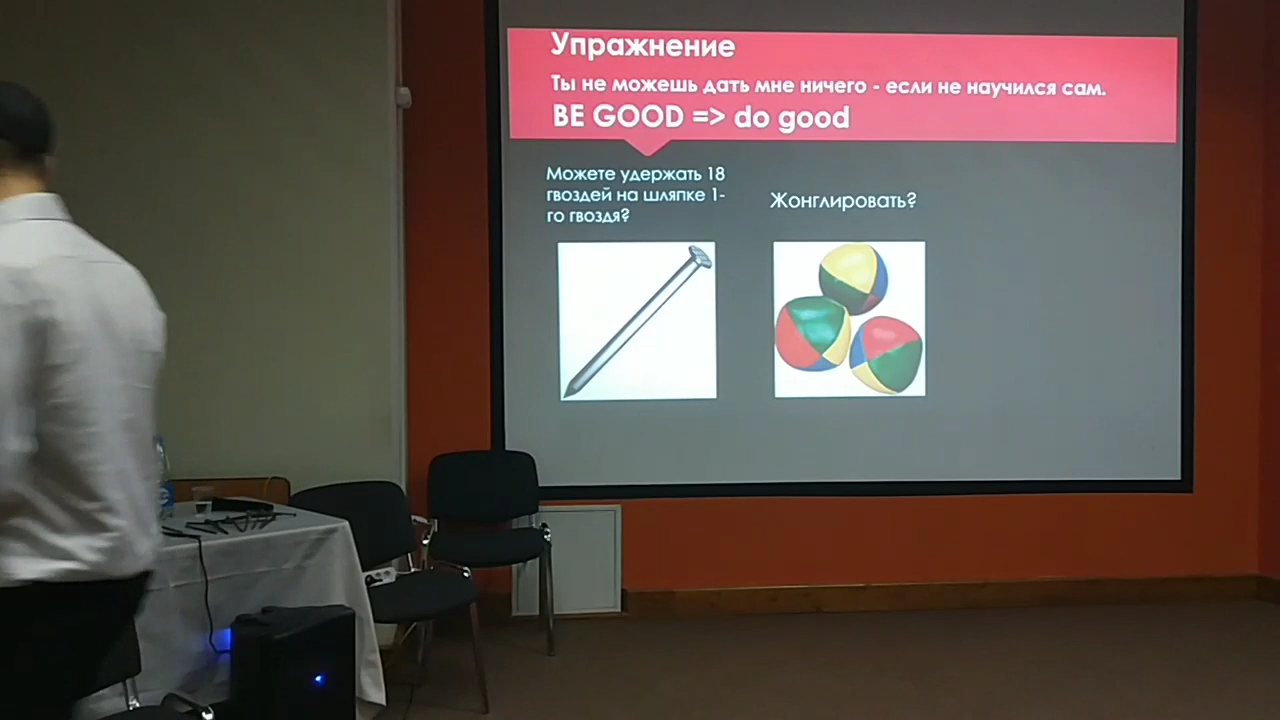 Упражнение
Ты не можешь дать мне ничего - если не научился сам.
BE GOOD => do good
Можете удержать 18
гвоздей на шляпке 1-
го гвоздя?
Жонглировать?